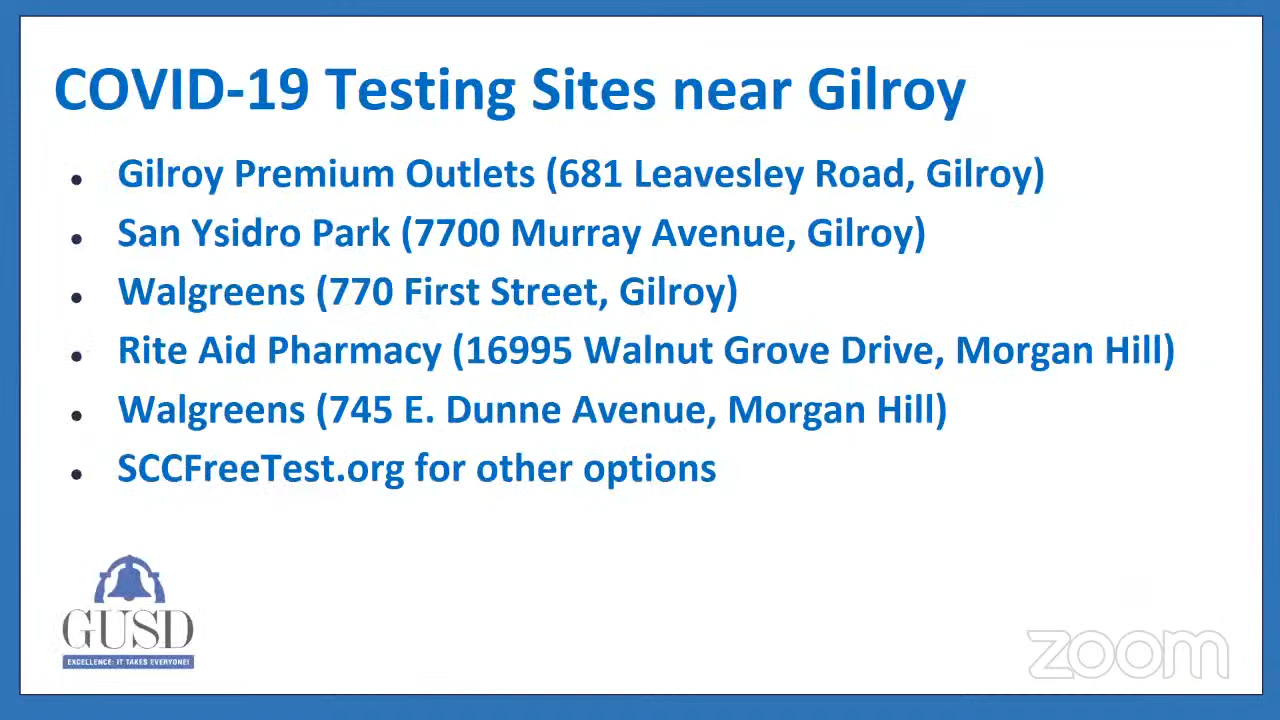 COVID-19 Testing Sites near Gilroy
• Gilroy Premium Outlets (681 Leavesley Road, Gilroy)
• San Ysidro Park (7700 Murray Avenue, Gilroy)
• Walgreens (770 First Street, Gilroy)
• Rite Aid Pharmacy (16995 Walnut Grove Drive, Morgan Hill)
• Walgreens (745 E. Dunne Avenue, Morgan Hill)
• SCCFreeTest.org for other options
GUSD
EXCELLENCE: IT TAKES EVERYONE!
zoom